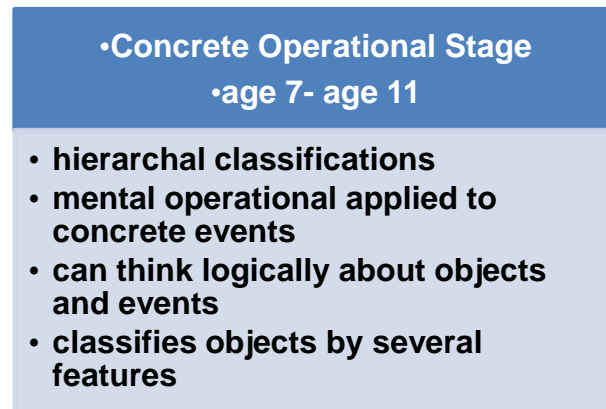 •Concrete Operational Stage
•age 7- age 11
• hierarchal classifications
• mental operational applied to
concrete events
• can think logically about objects
and events
• classifies objects by several
features